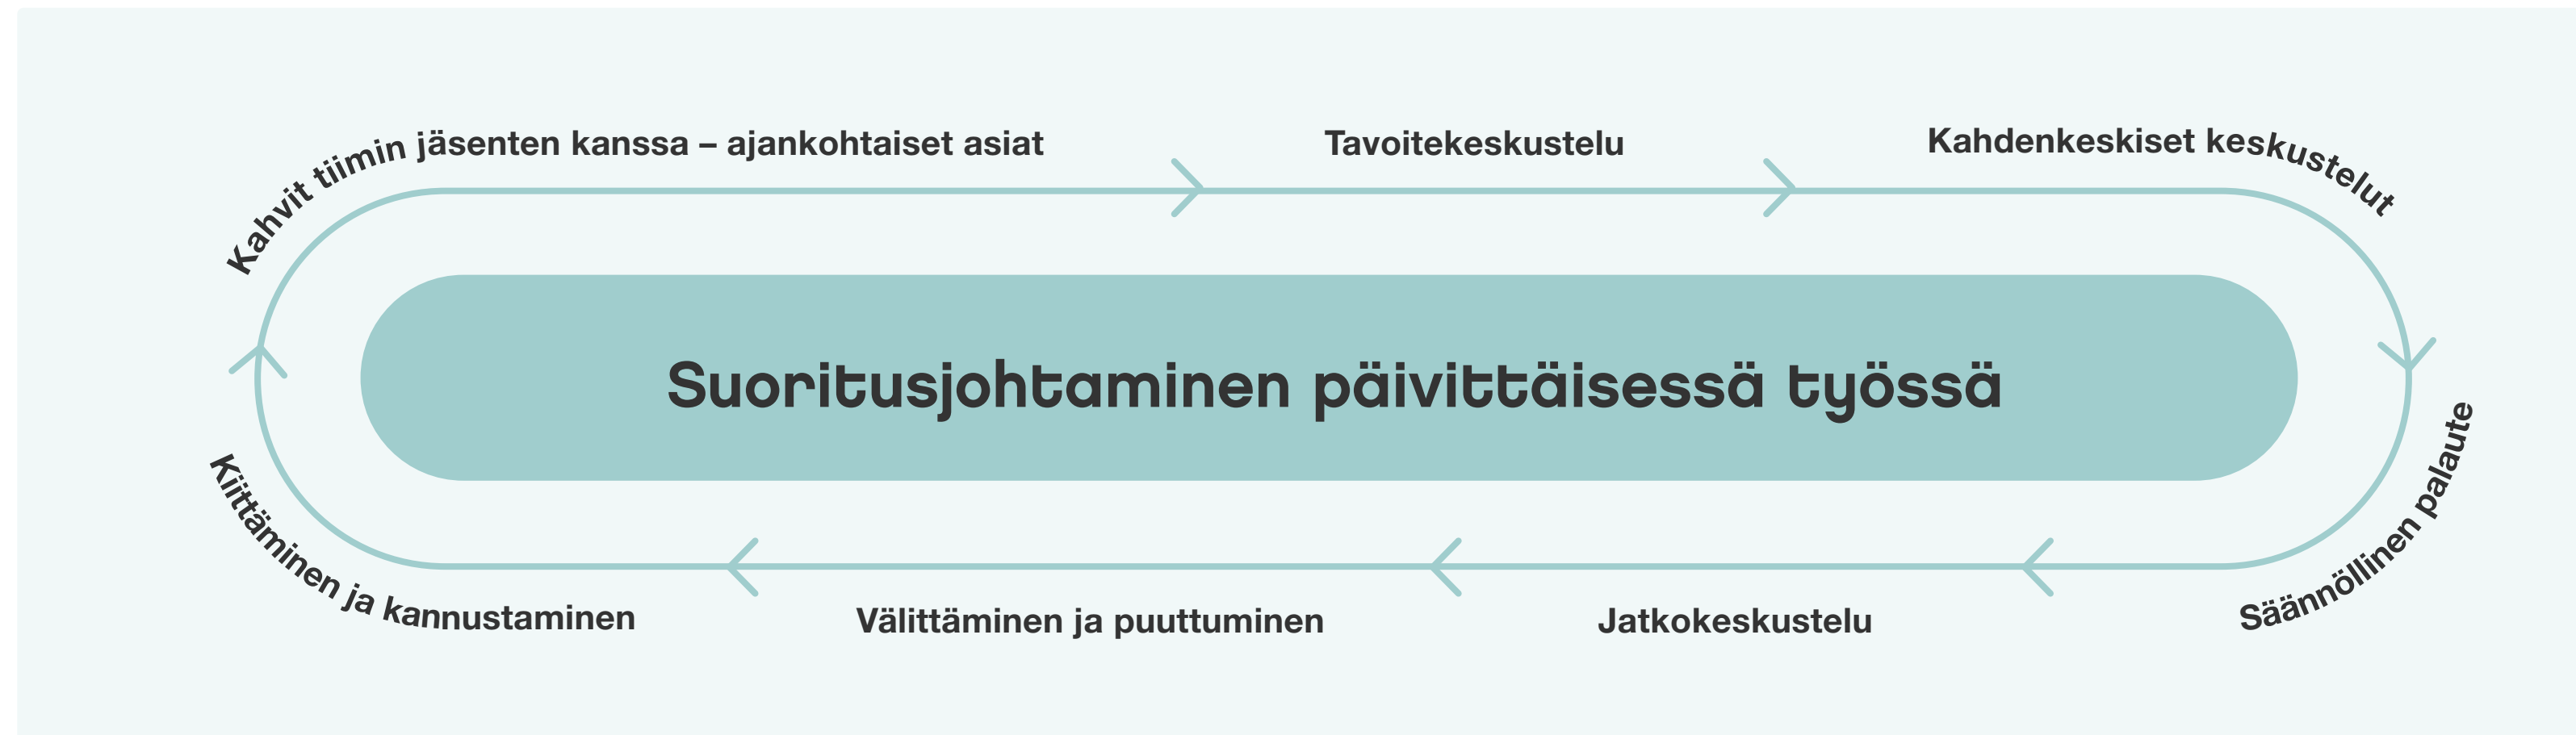 Kahvit tiimin jäsenten kanssa – ajankohtaiset asiat
Tavoitekeskustelu
Kahdenkeskiset keskustelut
Suoritusjohtaminen päivittäisessä työssä
Säännöllinen palaute
Jatkokeskustelu
Välittäminen ja puuttuminen
Kiittäminen ja kannustaminen